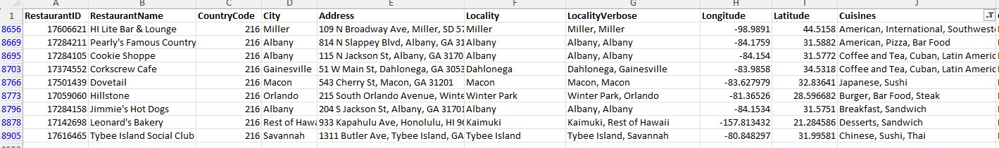 A B C D E F G H I J
1 RestaurantID RestaurantName CountryCode City Address Locality LocalityVerbose Longitude Latitude Cuisines
8656 17606621 HI Lite Bar & Lounge 216 Miller 109 N Broadway Ave, Miller, SD 57 Miller Miller, Miller -98.9891 44.5158 American, International, Southwest
8669 17284211 Pearly's Famous Country 216 Albany 814 N Slappey Blvd, Albany, GA 31 Albany Albany, Albany -84.1759 31.5882 American, Pizza, Bar Food
8695 17284105 Cookie Shoppe 216 Albany 115 N Jackson St, Albany, GA 3170 Albany Albany, Albany -84.154 31.5772 Coffee and Tea, Cuban, Latin Americ
8703 17374552 Corkscrew Cafe 216 Gainesville 51 W Main St, Dahlonega, GA 3053 Dahlonega Dahlonega, Gainesville -83.9858 34.5318 Coffee and Tea, Cuban, Latin Americ
8766 17501439 Dovetail 216 Macon 543 Cherry St, Macon, GA 31201 Macon Macon, Macon -83.627979 32.83641 Japanese, Sushi
8773 17059060 Hillstone 216 Orlando 215 South Orlando Avenue, Winte Winter Park Winter Park, Orlando -81.36526 28.596682 Burger, Bar Food, Steak
8796 17284158 Jimmie's Hot Dogs 216 Albany 204 S Jackson St, Albany, GA 31701 Albany Albany, Albany -84.1534 31.5751 Breakfast, Sandwich
8878 17142698 Leonard's Bakery 216 Rest of Hawa 933 Kapahulu Ave, Honolulu, HI 96 Kaimuki Kaimuki, Rest of Hawaii -157.813432 21.284586 Desserts, Sandwich
8905 17616465 Tybee Island Social Club 216 Savannah 1311 Butler Ave, Tybee Island, GA Tybee Island Tybee Island, Savannah -80.848297 31.99581 Chinese, Sushi, Thai